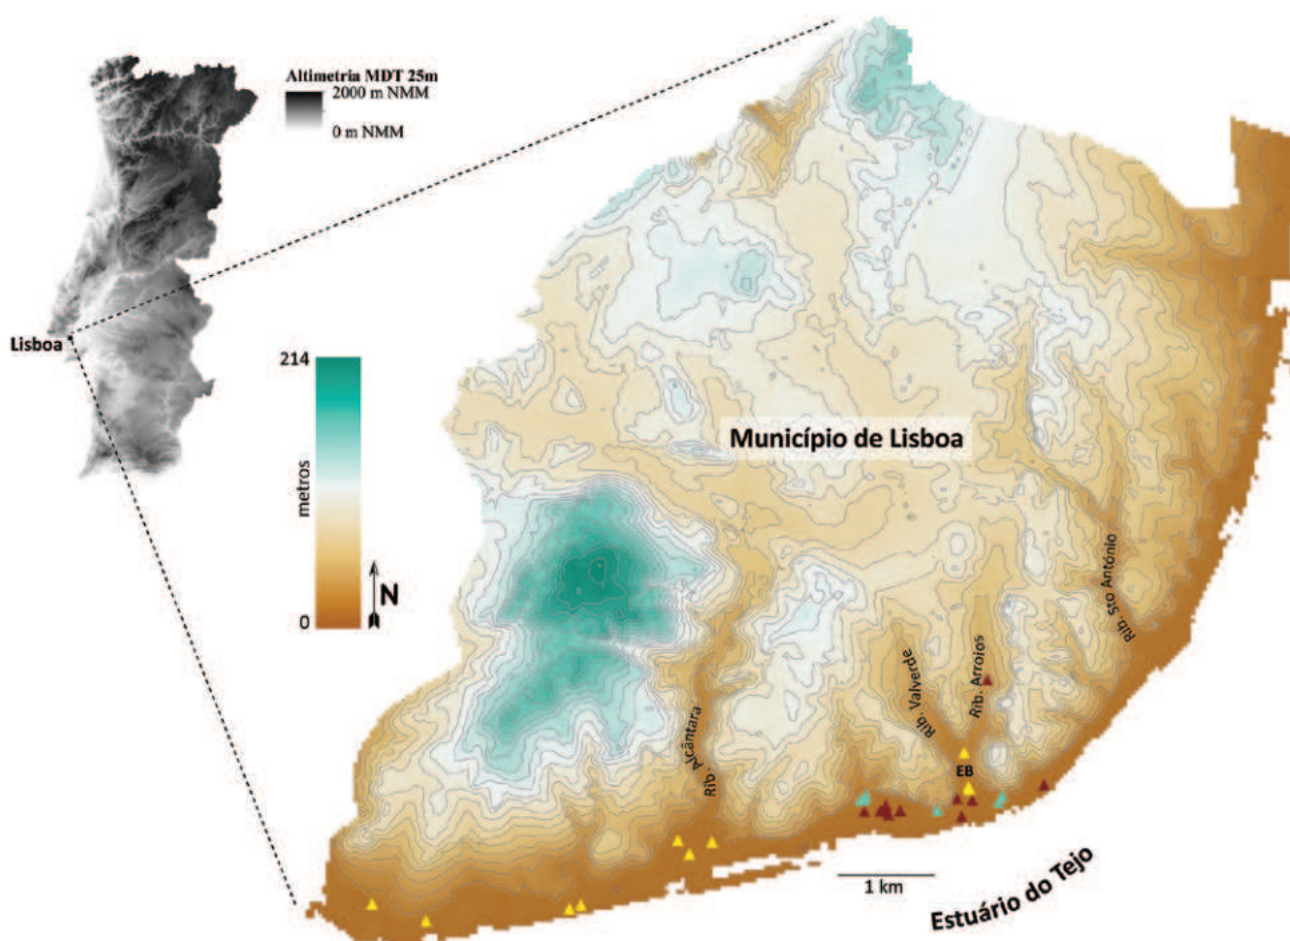 Altimetria MDT 25m
2000 m NMM
0 m NMM
Lisboa
214
metros
0
N
Município de Lisboa
Rib. Sto António
Rib. Valverde
Rib. Arroios
Rib. Alcântara
EB
1 km
Estuário do Tejo